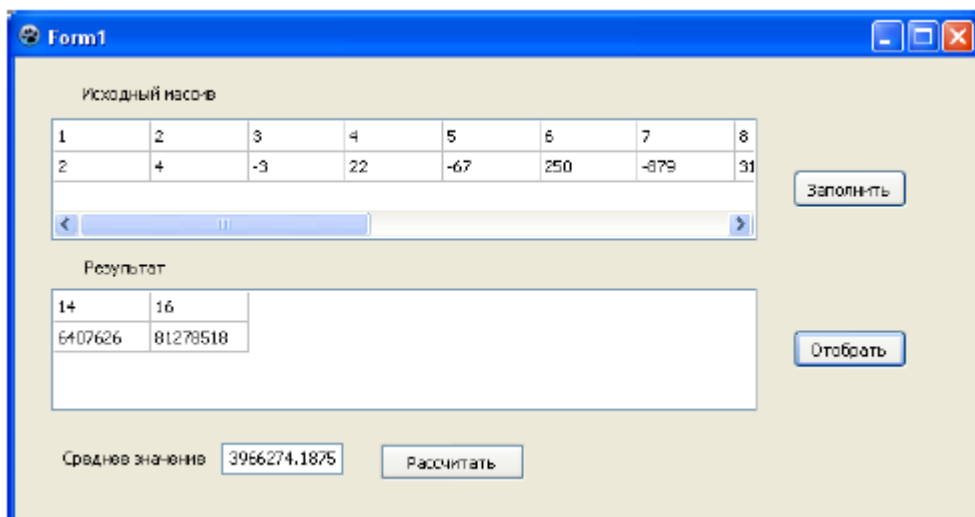 Form1
Исходный массив
1 2 3 4 5 6 7 8
2 4 -3 22 -67 250 -879 31
Заполнить
Результат
14 16
6407626 81278518
Отобрать
Среднее значение 3966274.1875 Рассчитать